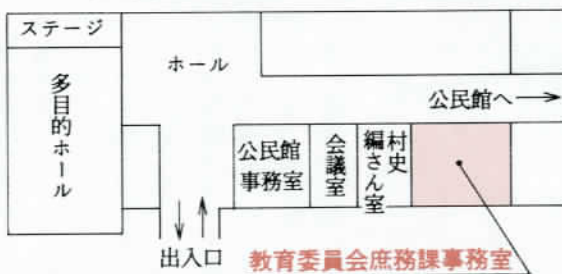 ステージ
多目的ホール
ホール
公民館へ→
公民館
事務室
会議室
村史
編さん室
↓↑
出入口
教育委員会庶務課事務室